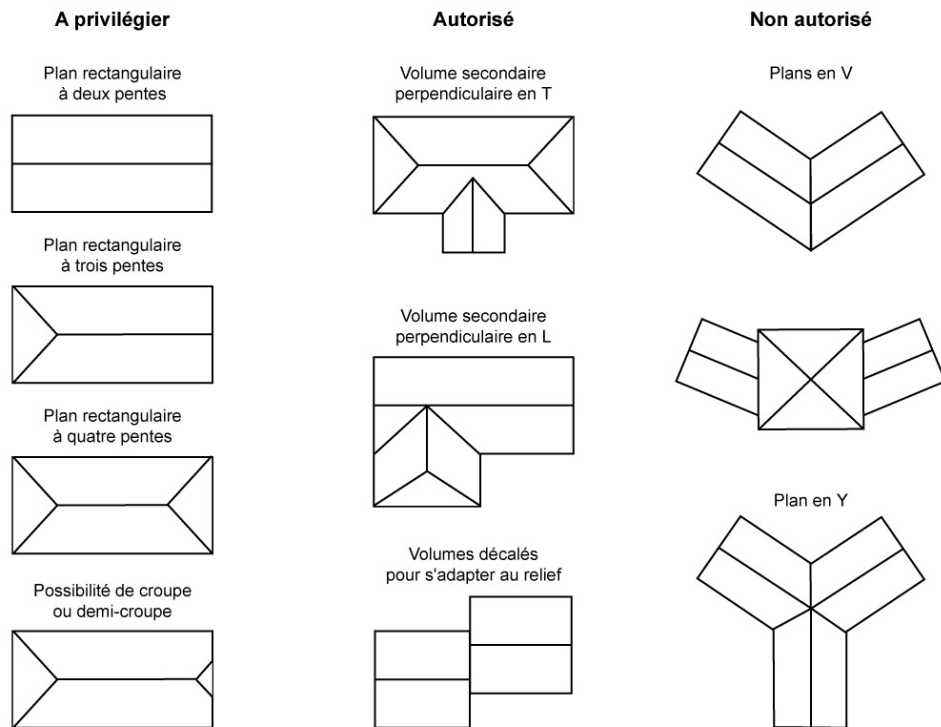 A privilégier
Plan rectangulaire
à deux pentes
Plan rectangulaire
à trois pentes
Plan rectangulaire
à quatre pentes
Possibilité de croupe
ou demi-croupe
Autorisé
Volume secondaire
perpendiculaire en T
Volume secondaire
perpendiculaire en L
Volumes décalés
pour s'adapter au relief
Non autorisé
Plans en V
Plan en Y